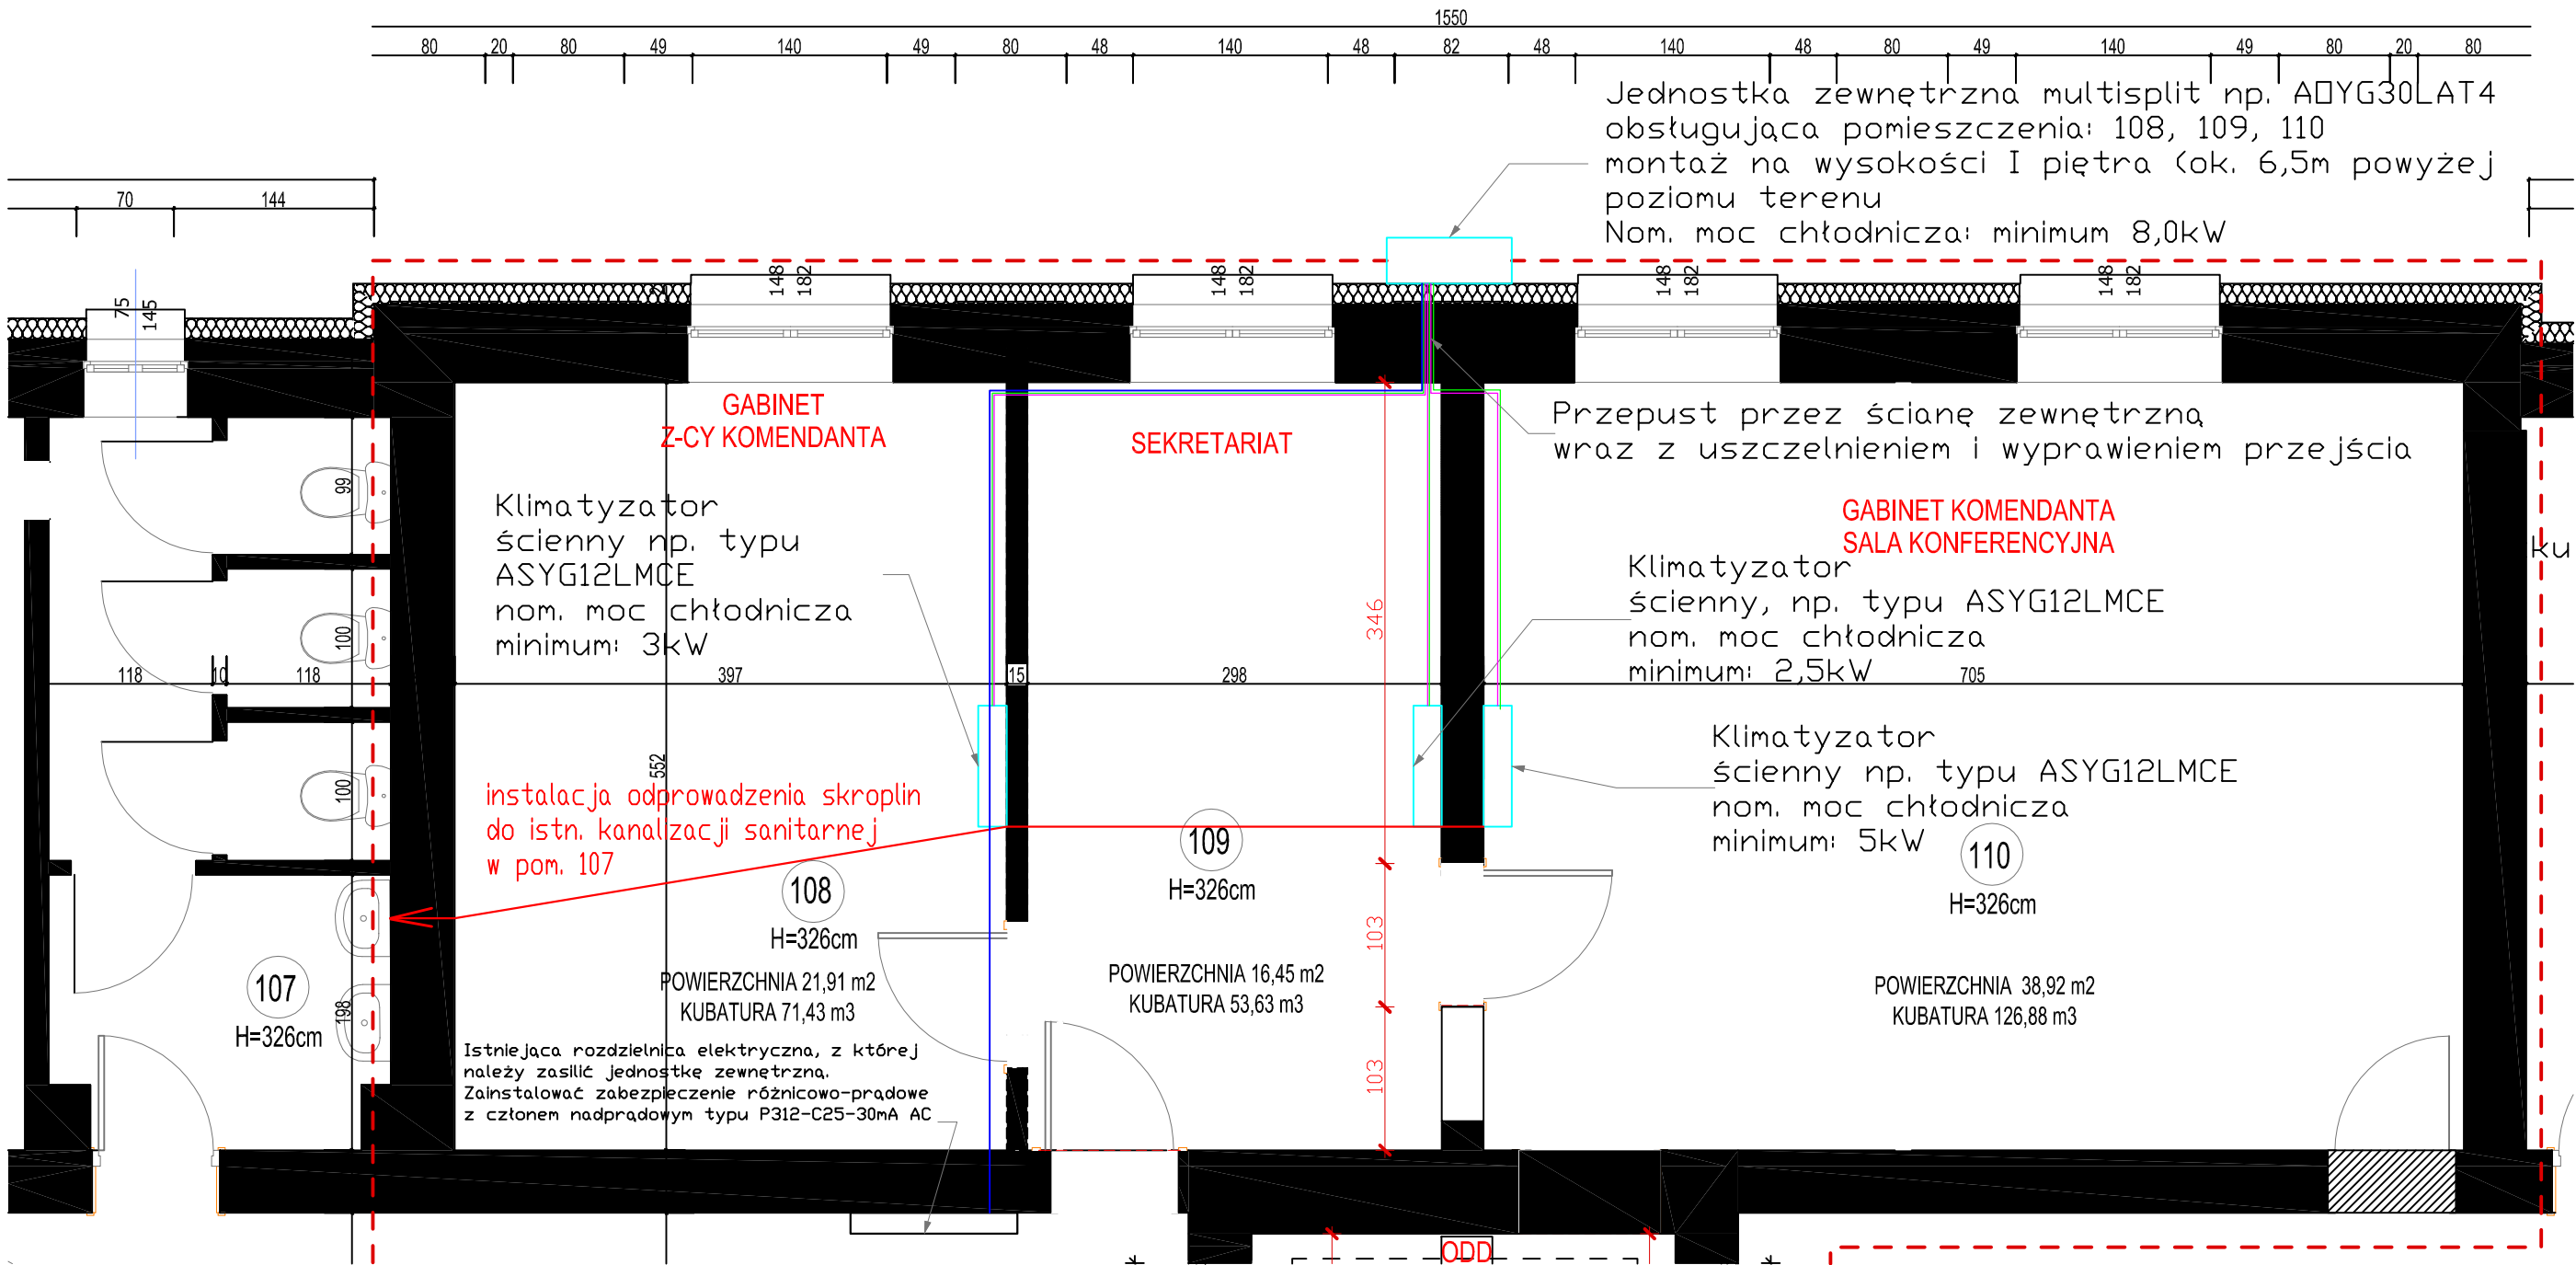 1550
80 20 80 49 140 49 80 48 140 48 82 48 140 48 80 49 140 49 80 20 80
Jednostka zewnętrzna multisplit np. AOYG30LAT4
obsługująca pomieszczenia: 108, 109, 110
montaż na wysokości I piętra (ok. 6,5m powyżej
poziomu terenu
Nom. moc chłodnicza: minimum 8,0kW
70 144
75
145
148
182
148
182
148
182
148
182
GABINET
Z-CY KOMENDANTA
SEKRETARIAT
Przepust przez ścianę zewnętrzną
wraz z uszczelnieniem i wyprawieniem przejścia
Klimatyzator
ścienny np. typu
ASYG12LMCE
nom. moc chłodnicza
minimum: 3kW
GABINET KOMENDANTA
SALA KONFERENCYJNA
ku
Klimatyzator
ścienny, np. typu ASYG12LMCE
nom. moc chłodnicza
minimum: 2,5kW
99
100
100
198
346
118 10 118 397 15 298 705
552
Klimatyzator
ścienny np. typu ASYG12LMCE
nom. moc chłodnicza
minimum: 5kW
instalacja odprowadzenia skroplin
do istn. kanalizacji sanitarnej
w pom. 107
108
H=326cm
POWIERZCHNIA 21,91 m2
KUBATURA 71,43 m3
109
H=326cm
POWIERZCHNIA 16,45 m2
KUBATURA 53,63 m3
110
H=326cm
POWIERZCHNIA 38,92 m2
KUBATURA 126,88 m3
103
103
107
H=326cm
Istniejąca rozdzielnica elektryczna, z której
należy zasilić jednostkę zewnętrzną.
Zainstalować zabezpieczenie różnicowo-prądowe
z członem nadprądowym typu P312-C25-30mA AC
ODD